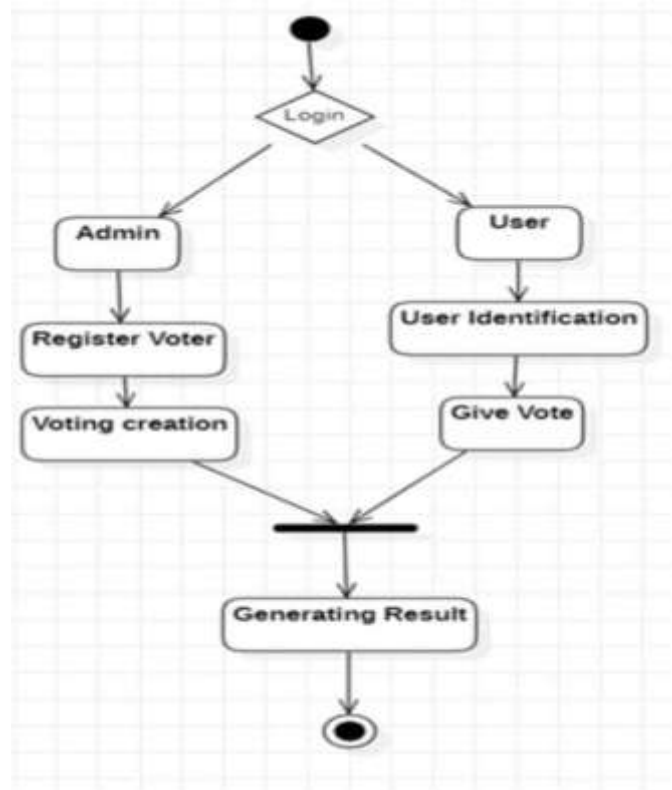 Login
Admin
User
Register Voter
User Identification
Voting creation
Give Vote
Generating Result